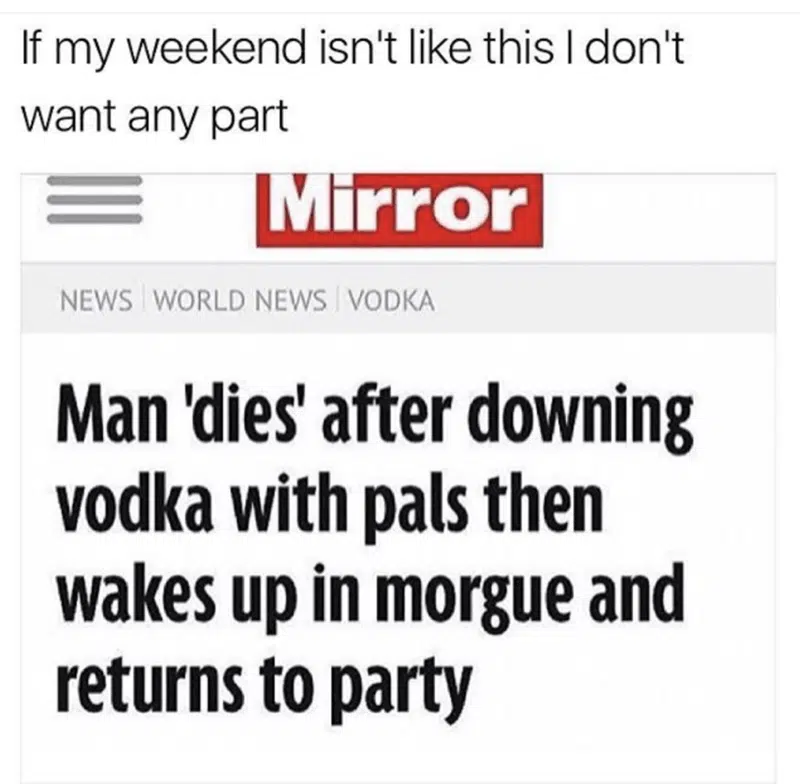 If my weekend isn't like this I don't
want any part
Mirror
NEWS WORLD NEWS VODKA
Man 'dies' after downing
vodka with pals then
wakes up in morgue and
returns to party